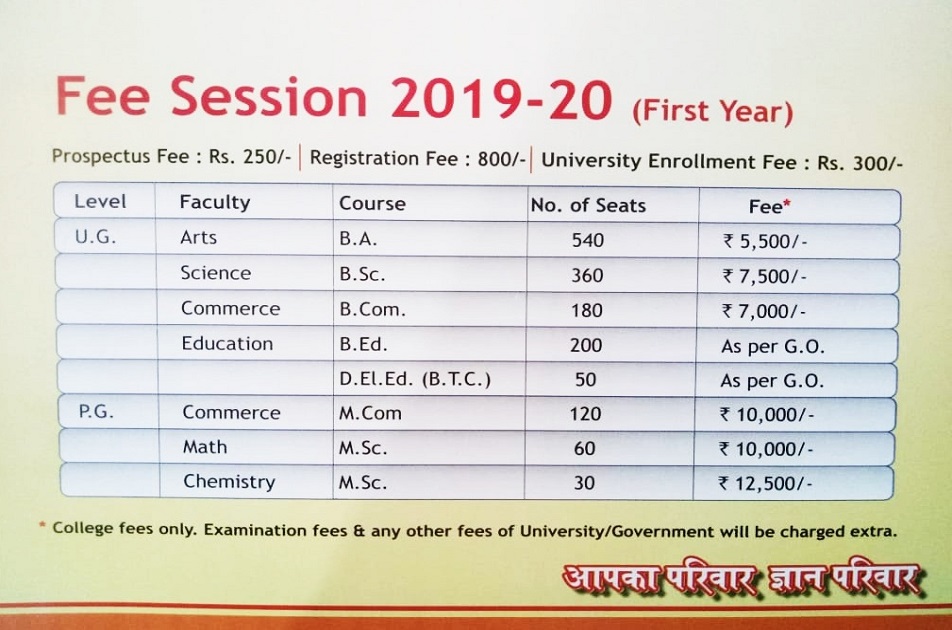 Fee Session 2019-20 (First Year)
Prospectus Fee : Rs. 250/- | Registration Fee : 800/- | University Enrollment Fee : Rs. 300/-
Level Faculty Course No. of Seats Fee*
U.G. Arts B.A. 540 ₹ 5,500/-
Science B.Sc. 360 ₹ 7,500/-
Commerce B.Com. 180 ₹ 7,000/-
Education B.Ed. 200 As per G.O.
D.El.Ed. (B.T.C.) 50 As per G.O.
P.G. Commerce M.Com 120 ₹ 10,000/-
Math M.Sc. 60 ₹ 10,000/-
Chemistry M.Sc. 30 ₹ 12,500/-
* College fees only. Examination fees & any other fees of University/Government will be charged extra.
आपका परिवार ज्ञान परिवार